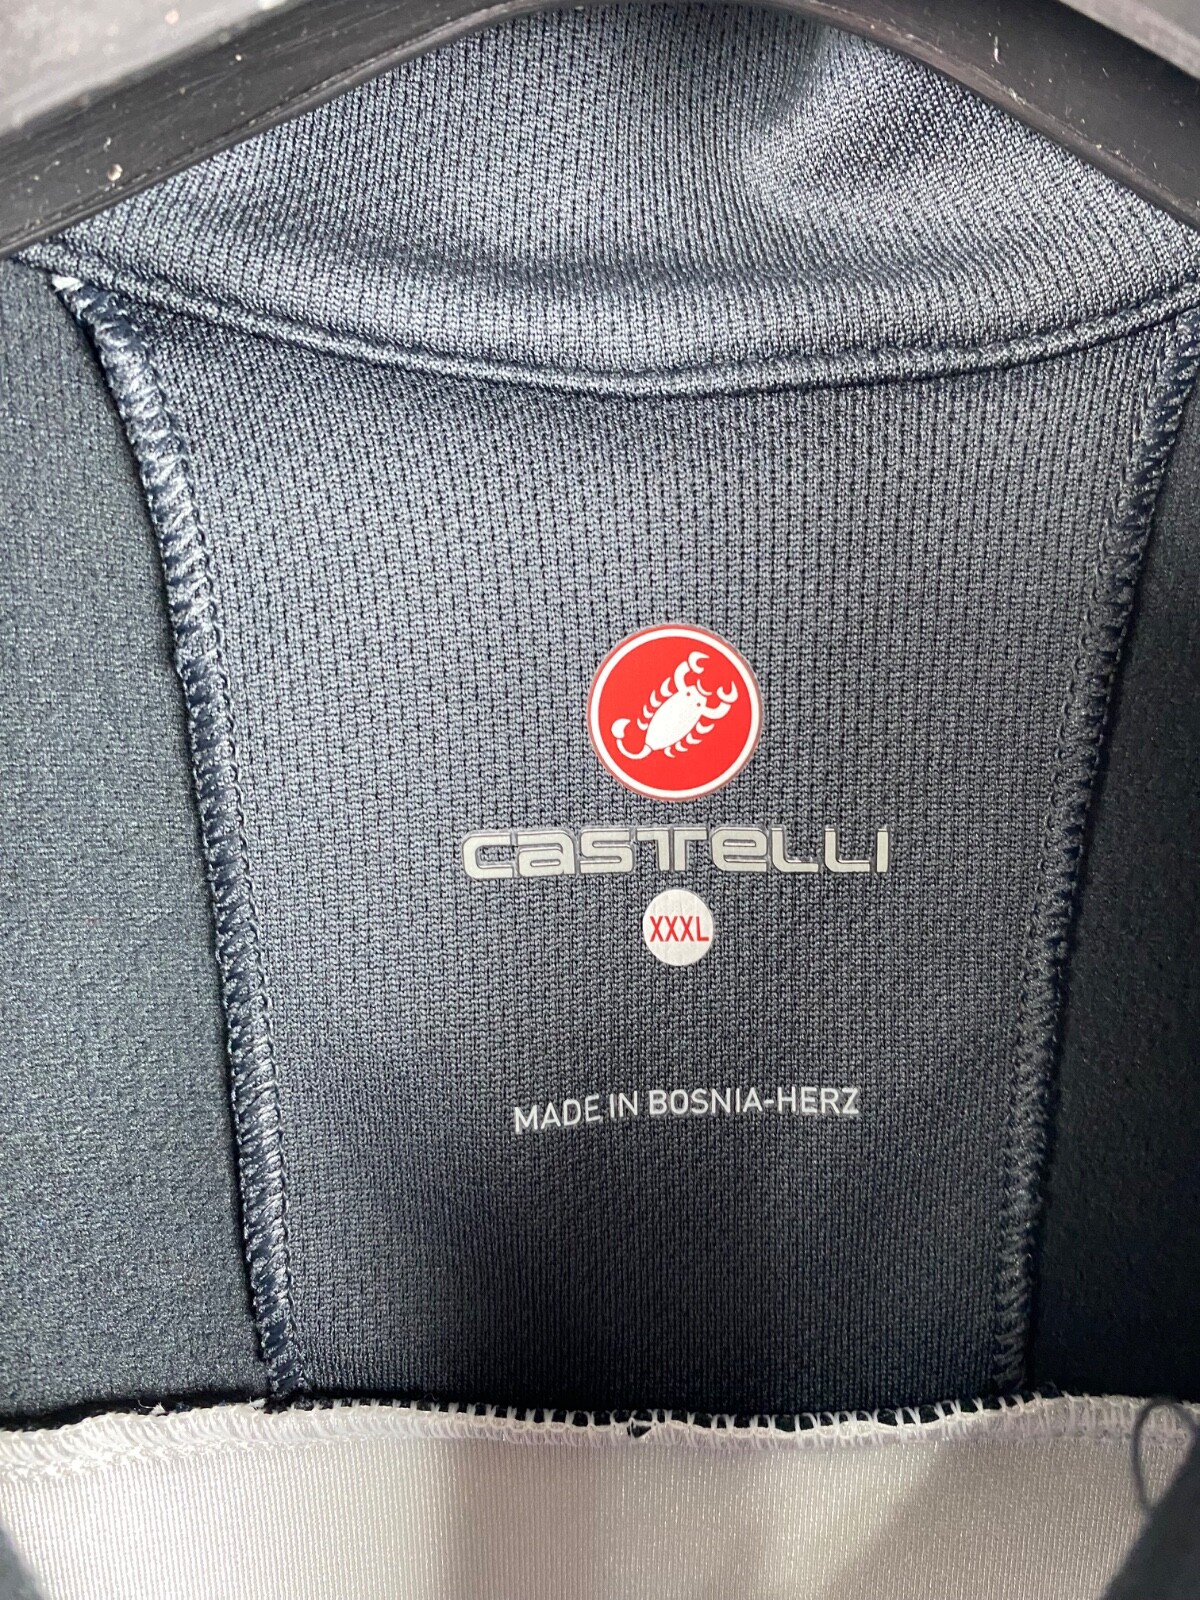 castelli
XXXL
MADE IN BOSNIA-HERZ